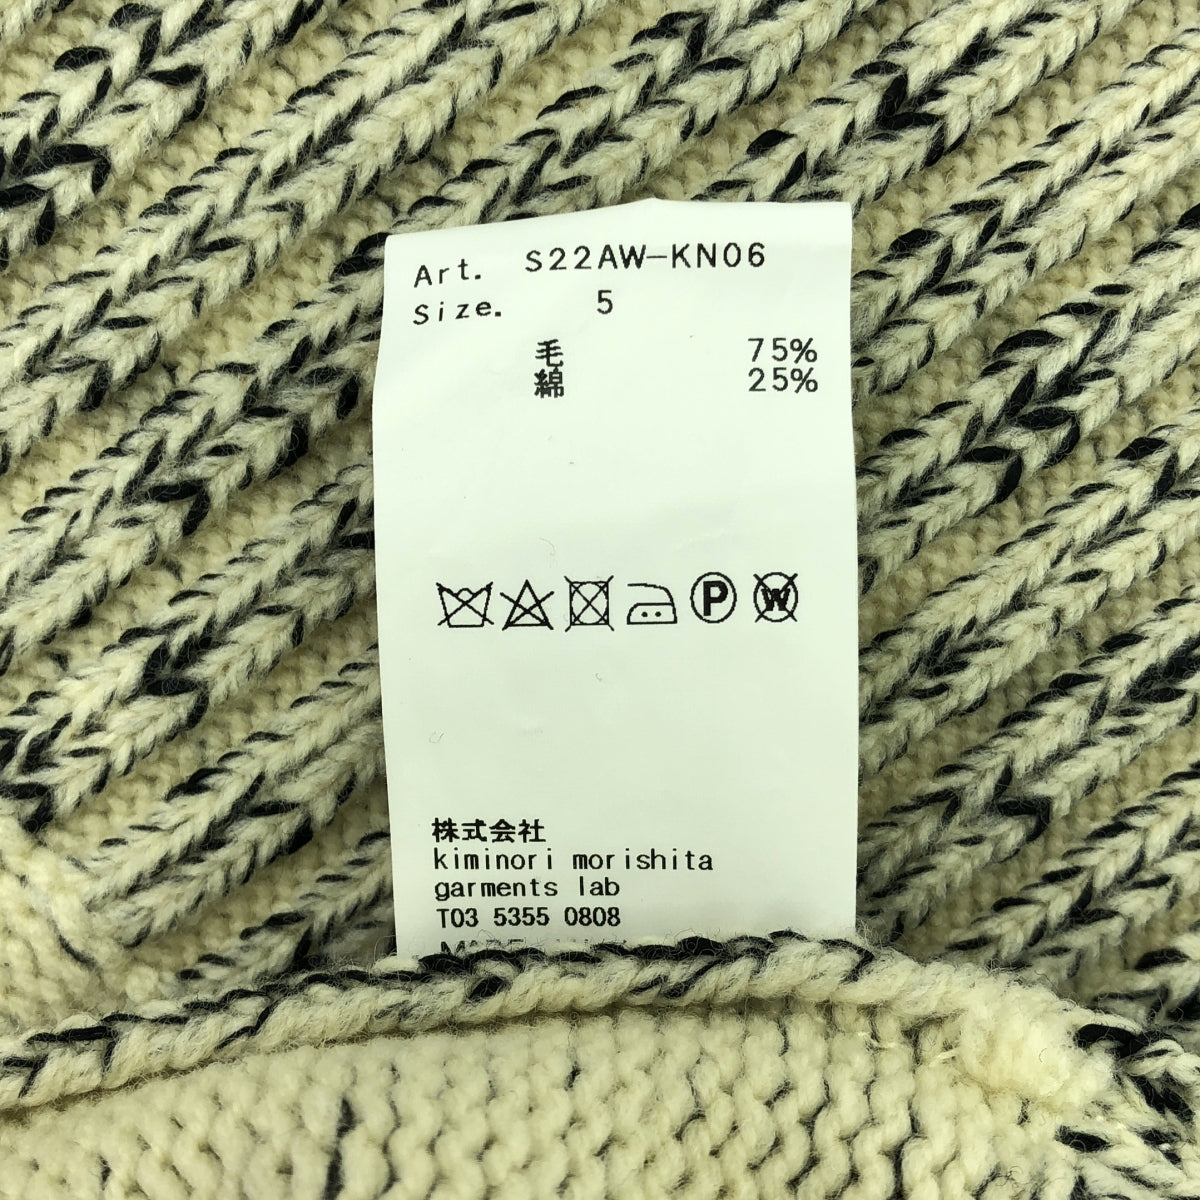 Art. S22AW-KN06
Size. 5
毛 75%
綿 25%
P W
株式会社
kiminori morishita
garments lab
T03 5355 0808
MADE